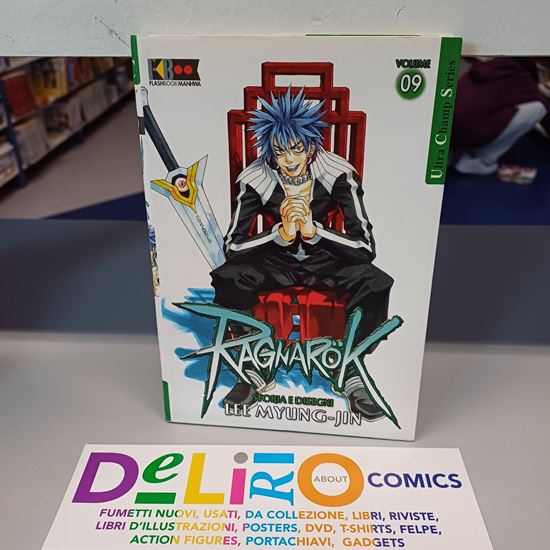 FLASHBOOK MANHWA
VOLUME
09
Ultra Champ Series
RAGNARÖK
STORIA E DISEGNI
LEE MYUNG-JIN
DeLiRiO ABOUT COMICS
FUMETTI NUOVI, USATI, DA COLLEZIONE, LIBRI, RIVISTE,
LIBRI D'ILLUSTRAZIONI, POSTERS, DVD, T-SHIRTS, FELPE,
ACTION FIGURES, PORTACHIAVI, GADGETS